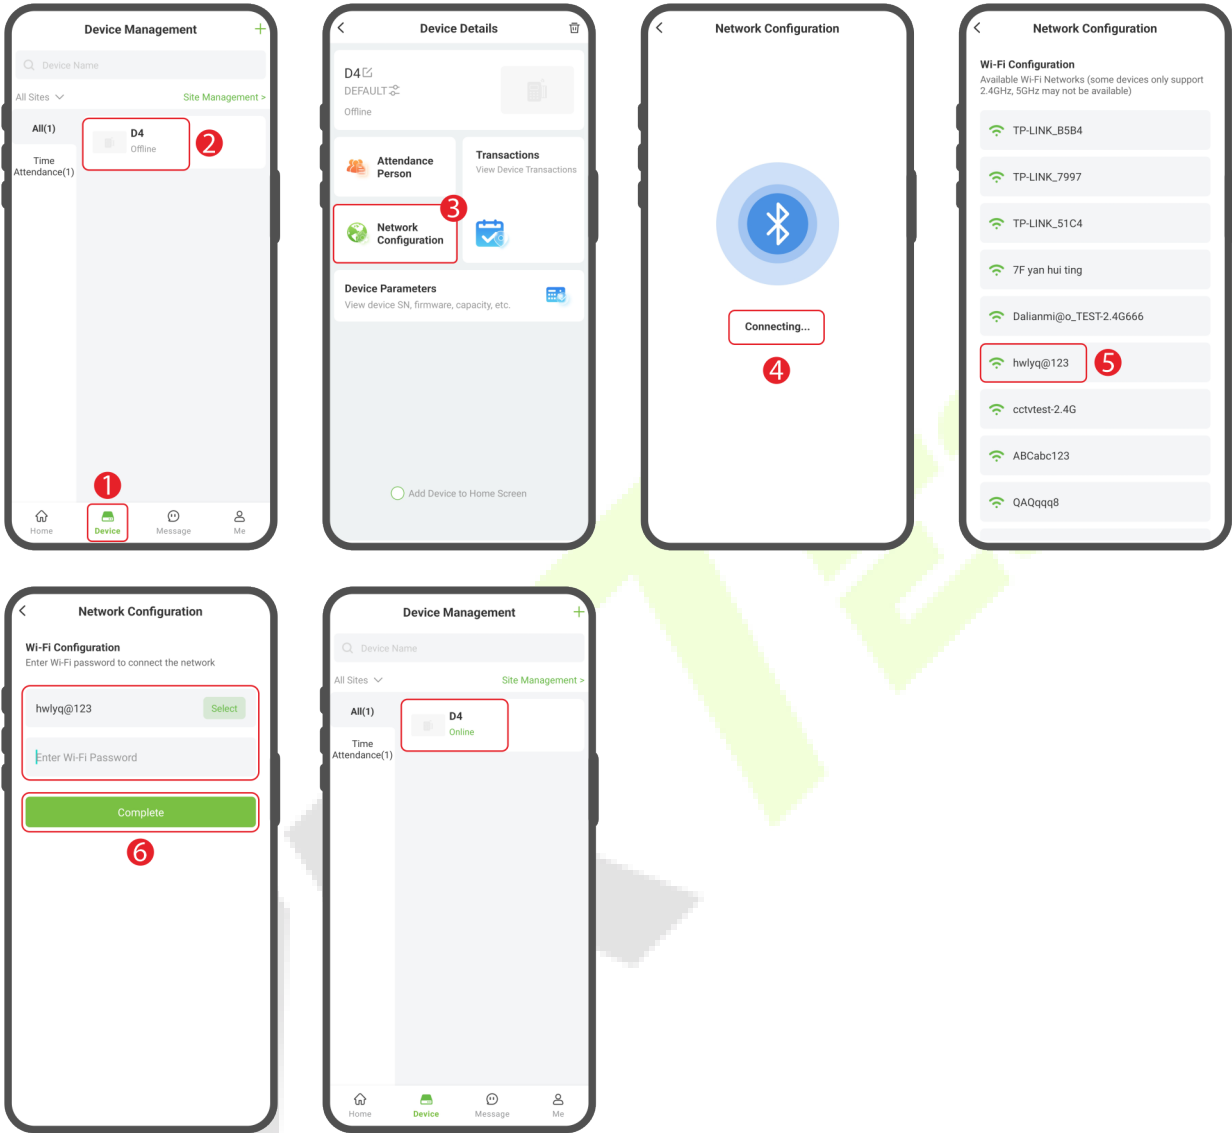 Device Management
+
Device Name
All Sites
Site Management >
All(1)
D4
Offline
2
Time
Attendance(1)
1
Home
Device
Message
Me
Device Details
D4
DEFAULT
Offline
Attendance
Person
Transactions
View Device Transactions
3
Network
Configuration
Device Parameters
View device SN, firmware, capacity, etc.
Add Device to Home Screen
Network Configuration
Connecting...
4
Network Configuration
Wi-Fi Configuration
Available Wi-Fi Networks (some devices only support
2.4GHz, 5GHz may not be available)
TP-LINK_B5B4
TP-LINK_7997
TP-LINK_51C4
7F yan hui ting
Dalianmi@o_TEST-2.4G666
hwlyq@123
5
cctvtest-2.4G
ABCabc123
QAQqqq8
Network Configuration
Wi-Fi Configuration
Enter Wi-Fi password to connect the network
hwlyq@123
Select
Enter Wi-Fi Password
Complete
6
Device Management
+
Device Name
All Sites
Site Management >
All(1)
D4
Online
Time
Attendance(1)
Home
Device
Message
Me